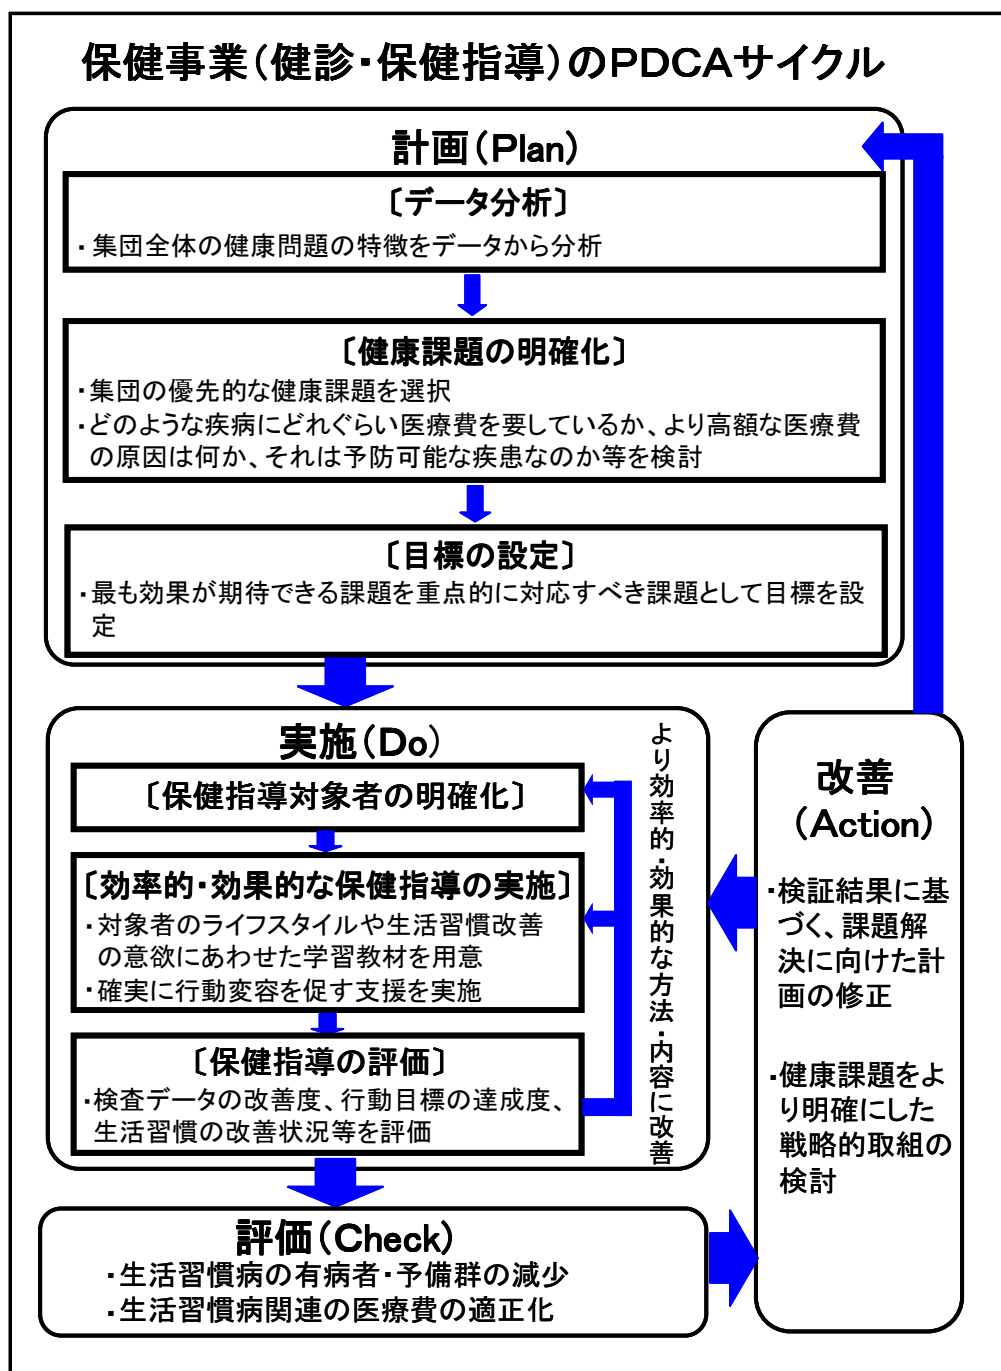 保健事業(健診・保健指導)のPDCAサイクル
計画(Plan)
〔データ分析〕
・集団全体の健康問題の特徴をデータから分析
〔健康課題の明確化〕
・集団の優先的な健康課題を選択
・どのような疾病にどれぐらい医療費を要しているか、より高額な医療費
の原因は何か、それは予防可能な疾患なのか等を検討
〔目標の設定〕
・最も効果が期待できる課題を重点的に対応すべき課題として目標を設
定
実施(Do)
〔保健指導対象者の明確化〕
〔効率的・効果的な保健指導の実施〕
・対象者のライフスタイルや生活習慣改善
の意欲にあわせた学習教材を用意
・確実に行動変容を促す支援を実施
〔保健指導の評価〕
・検査データの改善度、行動目標の達成度、
生活習慣の改善状況等を評価
より効率的・効果的な方法・内容に改善
評価(Check)
・生活習慣病の有病者・予備群の減少
・生活習慣病関連の医療費の適正化
改善
(Action)
・検証結果に基
づく、課題解
決に向けた計
画の修正
・健康課題をよ
り明確にした
戦略的取組の
検討